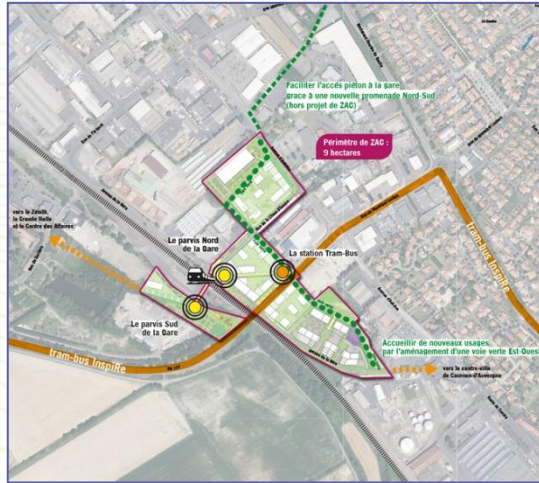 Faciliter l'accés piéton à la gare
grace à une nouvelle promenade Nord-Sud
(hors projet de ZAC)
Périmètre de ZAC :
9 hectares
vers le Zénith,
la Grande Halle
et le Centre des Affaires
Le parvis Nord
de la Gare
La station Tram-Bus
tram-bus InspiRe
Le parvis Sud
de la Gare
Accueillir de nouveaux usages,
par l'aménagement d'une voie verte Est-Ouest
tram-bus InspiRe
vers le centre-ville
de Cournon-d'Auvergne